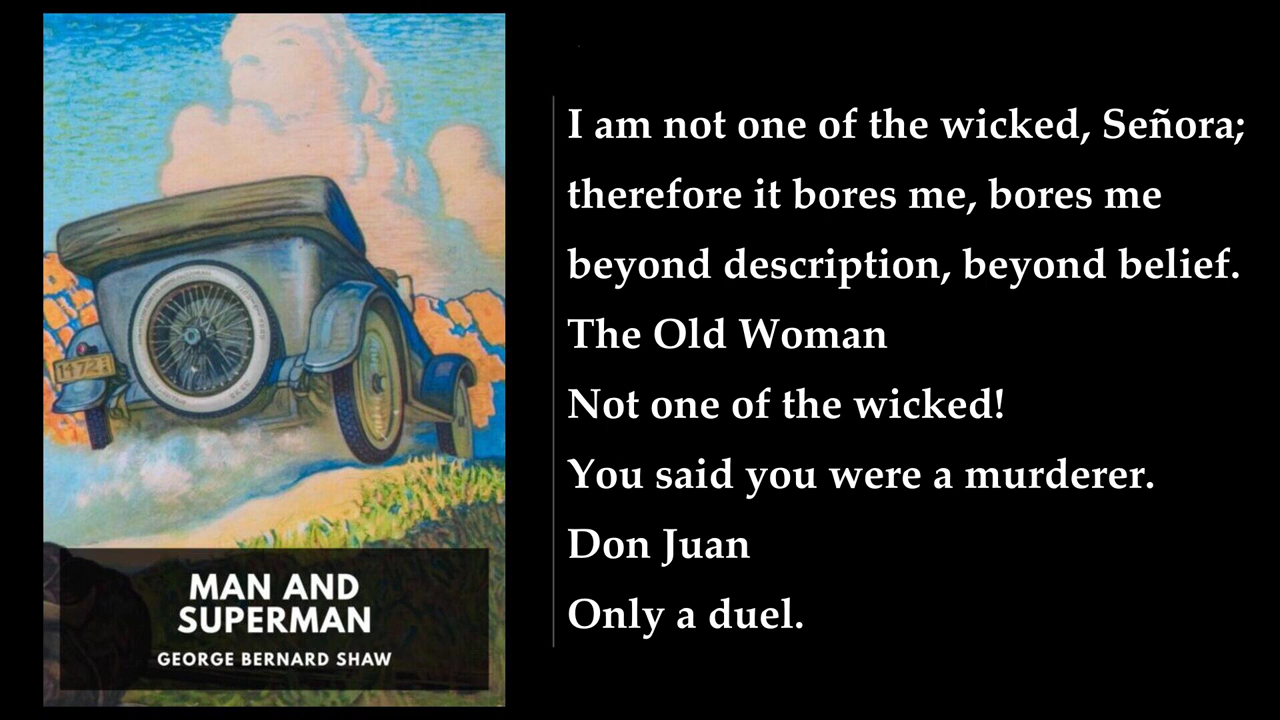 1472
MAN AND
SUPERMAN
GEORGE BERNARD SHAW
I am not one of the wicked, Señora;
therefore it bores me, bores me
beyond description, beyond belief.
The Old Woman
Not one of the wicked!
You said you were a murderer.
Don Juan
Only a duel.